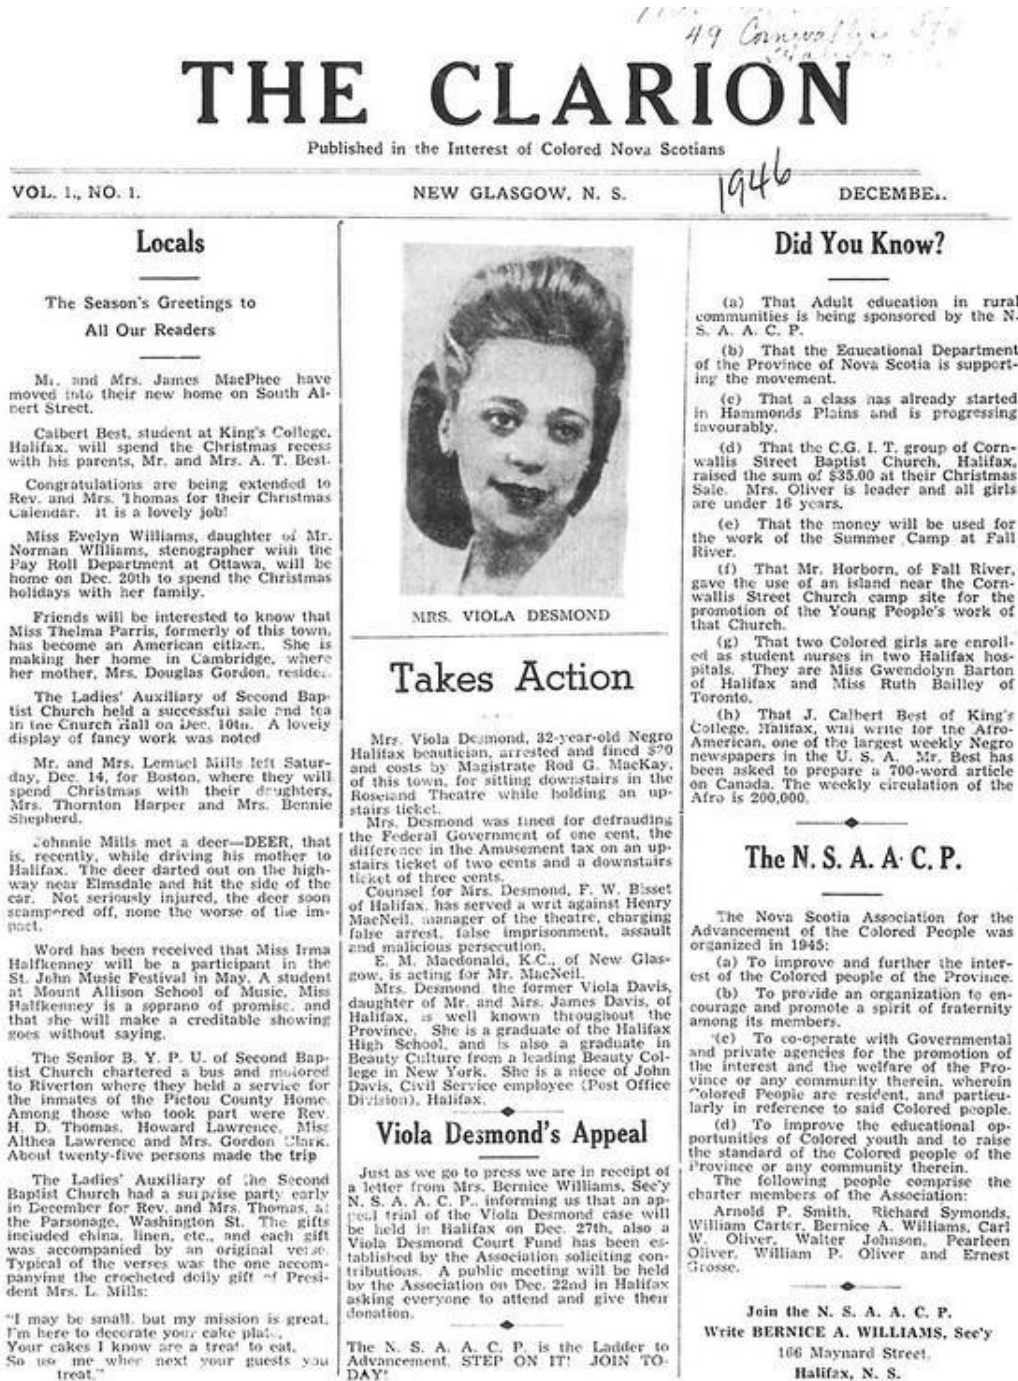 49
THE CLARION
Published in the Interest of Colored Nova Scotians
VOL. 1., NO. 1. NEW GLASGOW, N. S. 1946 DECEMBE..
Locals
The Season's Greetings to
All Our Readers
Mr. and Mrs. James MacPhee have
moved into their new home on South Al-
bert Street.
Calbert Best, student at King's College,
Halifax, will spend the Christmas recess
with his parents, Mr. and Mrs. A. T. Best.
Congratulations are being extended to
Rev. and Mrs. Thomas for their Christmas
Calendar. It is a lovely job!
Miss Evelyn Williams, daughter of Mr.
Norman Williams, stenographer with the
Pay Roll Department at Ottawa, will be
home on Dec. 20th to spend the Christmas
holidays with her family.
Friends will be interested to know that
Miss Thelma Parris, formerly of this town,
has become an American citizen. She is
making her home in Cambridge, where
her mother, Mrs. Douglas Gordon, resides.
The Ladies' Auxiliary of Second Bap-
tist Church held a successful sale and tea
in the Church Hall on Dec. 10th. A lovely
display of fancy work was noted
Mr. and Mrs. Lemuel Mills left Satur-
day, Dec. 14, for Boston, where they will
spend Christmas with their daughters,
Mrs. Thornton Harper and Mrs. Bennie
Shepherd.
Johnnie Mills met a deer—DEER, that
is, recently, while driving his mother to
Halifax. The deer darted out on the high-
way near Elmsdale and hit the side of the
car. Not seriously injured, the deer soon
scampered off, none the worse of the im-
pact.
Word has been received that Miss Irma
Halfkenney will be a participant in the
St. John Music Festival in May. A student
at Mount Allison School of Music, Miss
Halfkenney is a soprano of promise, and
that she will make a creditable showing
goes without saying.
The Senior B. Y. P. U. of Second Bap-
tist Church chartered a bus and motored
to Riverton where they held a service for
the inmates of the Pictou County Home.
Among those who took part were Rev.
H. D. Thomas, Howard Lawrence, Miss
Althea Lawrence and Mrs. Gordon Clark.
About twenty-five persons made the trip
The Ladies' Auxiliary of the Second
Baptist Church had a surprise party early
in December for Rev. and Mrs. Thomas, at
the Parsonage, Washington St. The gifts
included china, linen, etc., and each gift
was accompanied by an original verse.
Typical of the verses was the one accom-
panying the crocheted doily gift of Presi-
dent Mrs. L. Mills:
"I may be small, but my mission is great,
I'm here to decorate your cake plate,
Your cakes I know are a treat to eat,
So use me when next your guests you
treat."
MRS. VIOLA DESMOND
Takes Action
Mrs. Viola Desmond, 32-year-old Negro
Halifax beautician, arrested and fined $20
and costs by Magistrate Rod G. MacKay,
of this town, for sitting downstairs in the
Roseland Theatre while holding an up-
stairs ticket.
Mrs. Desmond was fined for defrauding
the Federal Government of one cent, the
difference in the Amusement tax on an up-
stairs ticket of two cents and a downstairs
ticket of three cents.
Counsel for Mrs. Desmond, F. W. Bisset
of Halifax, has served a writ against Henry
MacNeil, manager of the theatre, charging
false arrest, false imprisonment, assault
and malicious persecution.
E. M. Macdonald, K.C., of New Glas-
gow, is acting for Mr. MacNeil.
Mrs. Desmond, the former Viola Davis,
daughter of Mr. and Mrs. James Davis, of
Halifax, is well known throughout the
Province. She is a graduate of the Halifax
High School, and is also a graduate in
Beauty Culture from a leading Beauty Col-
lege in New York. She is a niece of John
Davis, Civil Service employee (Post Office
Division), Halifax.
Viola Desmond's Appeal
Just as we go to press we are in receipt of
a letter from Mrs. Bernice Williams, Sec'y
N. S. A. A. C. P., informing us that an ap-
peal trial of the Viola Desmond case will
be held in Halifax on Dec. 27th, also a
Viola Desmond Court Fund has been es-
tablished by the Association soliciting con-
tributions. A public meeting will be held
by the Association on Dec. 22nd in Halifax
asking everyone to attend and give their
donation.
The N. S. A. A. C. P. is the Ladder to
Advancement. STEP ON IT! JOIN TO-
DAY!
Did You Know?
(a) That Adult education in rural
communities is being sponsored by the N.
S. A. A. C. P.
(b) That the Educational Department
of the Province of Nova Scotia is support-
ing the movement.
(c) That a class has already started
in Hammonds Plains and is progressing
favourably.
(d) That the C.G. I. T. group of Corn-
wallis Street Baptist Church, Halifax,
raised the sum of $35.00 at their Christmas
Sale. Mrs. Oliver is leader and all girls
are under 16 years.
(e) That the money will be used for
the work of the Summer Camp at Fall
River.
(f) That Mr. Horborn, of Fall River,
gave the use of an island near the Corn-
wallis Street Church camp site for the
promotion of the Young People's work of
that Church.
(g) That two Colored girls are enroll-
ed as student nurses in two Halifax hos-
pitals. They are Miss Gwendolyn Barton
of Halifax and Miss Ruth Bailley of
Toronto.
(h) That J. Calbert Best of King's
College, Halifax, will write for the Afro-
American, one of the largest weekly Negro
newspapers in the U. S. A. Mr. Best has
been asked to prepare a 700-word article
on Canada. The weekly circulation of the
Afro is 200,000.
The N. S. A. A. C. P.
The Nova Scotia Association for the
Advancement of the Colored People was
organized in 1945:
(a) To improve and further the inter-
est of the Colored people of the Province.
(b) To provide an organization to en-
courage and promote a spirit of fraternity
among its members.
(c) To co-operate with Governmental
and private agencies for the promotion of
the interest and the welfare of the Pro-
vince or any community therein, wherein
Colored People are resident, and particu-
larly in reference to said Colored people.
(d) To improve the educational op-
portunities of Colored youth and to raise
the standard of the Colored people of the
Province or any community therein.
The following people comprise the
charter members of the Association:
Arnold P. Smith, Richard Symonds,
William Carter, Bernice A. Williams, Carl
W. Oliver, Walter Johnson, Pearleen
Oliver, William P. Oliver and Ernest
Grosse.
Join the N. S. A. A. C. P.
Write BERNICE A. WILLIAMS, Sec'y
166 Maynard Street,
Halifax, N. S.